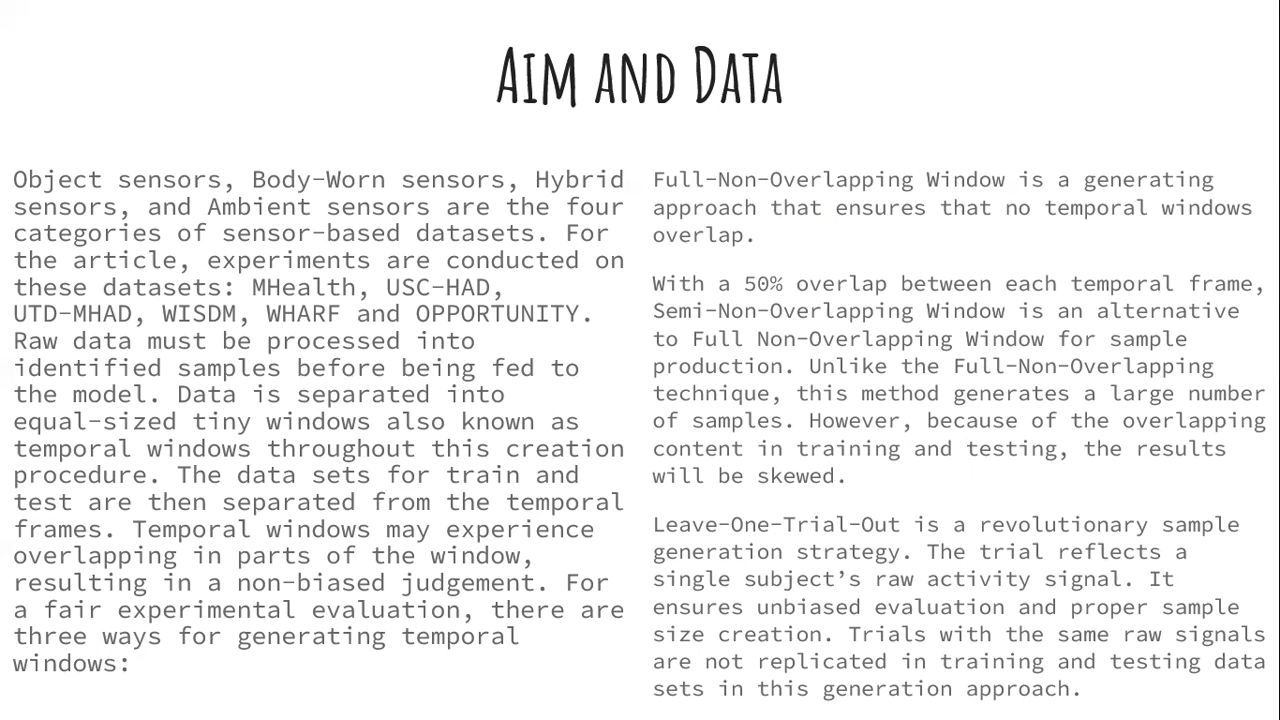 Aim and Data
Object sensors, Body-Worn sensors, Hybrid
sensors, and Ambient sensors are the four
categories of sensor-based datasets. For
the article, experiments are conducted on
these datasets: MHealth, USC-HAD,
UTD-MHAD, WISDM, WHARF and OPPORTUNITY.
Raw data must be processed into
identified samples before being fed to
the model. Data is separated into
equal-sized tiny windows also known as
temporal windows throughout this creation
procedure. The data sets for train and
test are then separated from the temporal
frames. Temporal windows may experience
overlapping in parts of the window,
resulting in a non-biased judgement. For
a fair experimental evaluation, there are
three ways for generating temporal
windows:
Full-Non-Overlapping Window is a generating
approach that ensures that no temporal windows
overlap.
With a 50% overlap between each temporal frame,
Semi-Non-Overlapping Window is an alternative
to Full Non-Overlapping Window for sample
production. Unlike the Full-Non-Overlapping
technique, this method generates a large number
of samples. However, because of the overlapping
content in training and testing, the results
will be skewed.
Leave-One-Trial-Out is a revolutionary sample
generation strategy. The trial reflects a
single subject’s raw activity signal. It
ensures unbiased evaluation and proper sample
size creation. Trials with the same raw signals
are not replicated in training and testing data
sets in this generation approach.